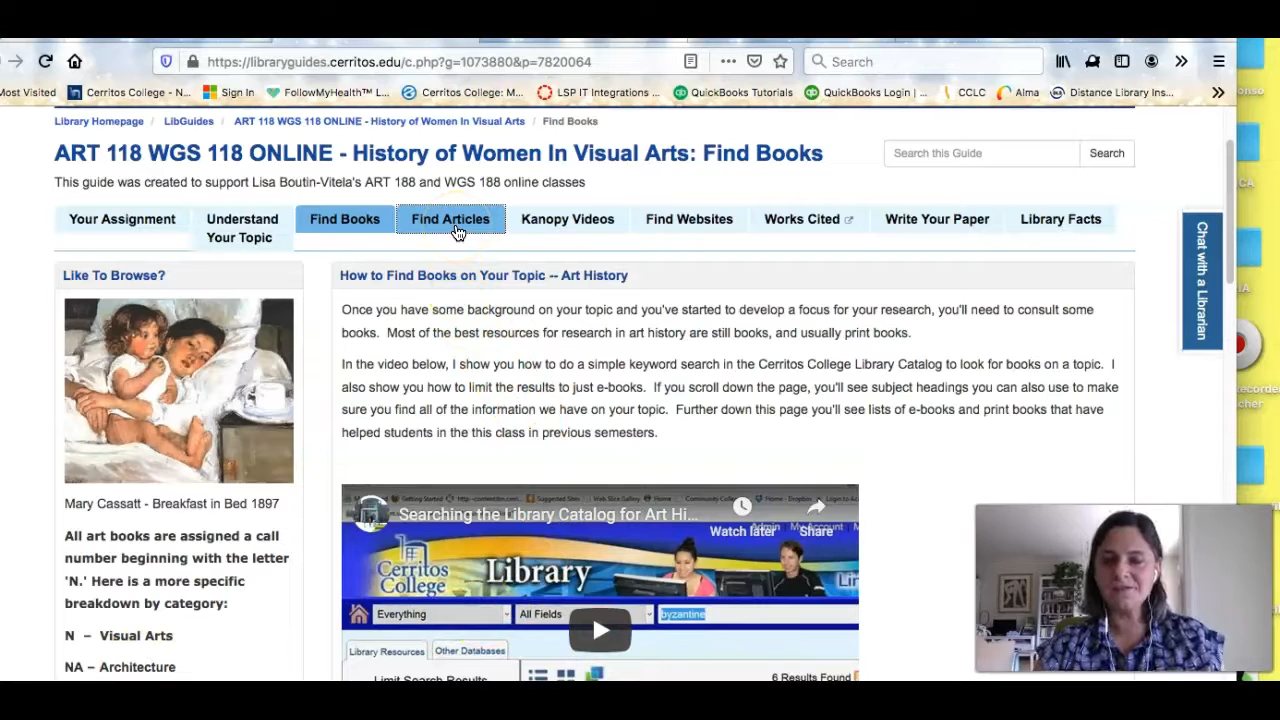 https://libraryguides.cerritos.edu/c.php?g=1073880&p=7820064
Search
Most Visited
Cerritos College - N...
Sign In
FollowMyHealth™ L...
Cerritos College: M...
LSP IT Integrations ...
QuickBooks Tutorials
QuickBooks Login | ...
CCLC
Alma
Distance Library Ins...
Library Homepage / LibGuides / ART 118 WGS 118 ONLINE - History of Women In Visual Arts / Find Books
ART 118 WGS 118 ONLINE - History of Women In Visual Arts: Find Books
Search this Guide
Search
This guide was created to support Lisa Boutin-Vitela's ART 188 and WGS 188 online classes
Your Assignment
Understand
Your Topic
Find Books
Find Articles
Kanopy Videos
Find Websites
Works Cited
Write Your Paper
Library Facts
Chat with a Librarian
Like To Browse?
Mary Cassatt - Breakfast in Bed 1897
All art books are assigned a call
number beginning with the letter
'N.' Here is a more specific
breakdown by category:
N – Visual Arts
NA – Architecture
How to Find Books on Your Topic -- Art History
Once you have some background on your topic and you've started to develop a focus for your research, you'll need to consult some
books. Most of the best resources for research in art history are still books, and usually print books.
In the video below, I show you how to do a simple keyword search in the Cerritos College Library Catalog to look for books on a topic. I
also show you how to limit the results to just e-books. If you scroll down the page, you'll see subject headings you can also use to make
sure you find all of the information we have on your topic. Further down this page you'll see lists of e-books and print books that have
helped students in the this class in previous semesters.
Getting Started
Suggested Sites
Web Slice Gallery
Home
Searching the Library Catalog for Art Hi...
Watch later
Share
Admin
Cerritos
College
Library
Everything
All Fields
byzantine
Library Resources
Other Databases
Limit Search Results
6 Results Found